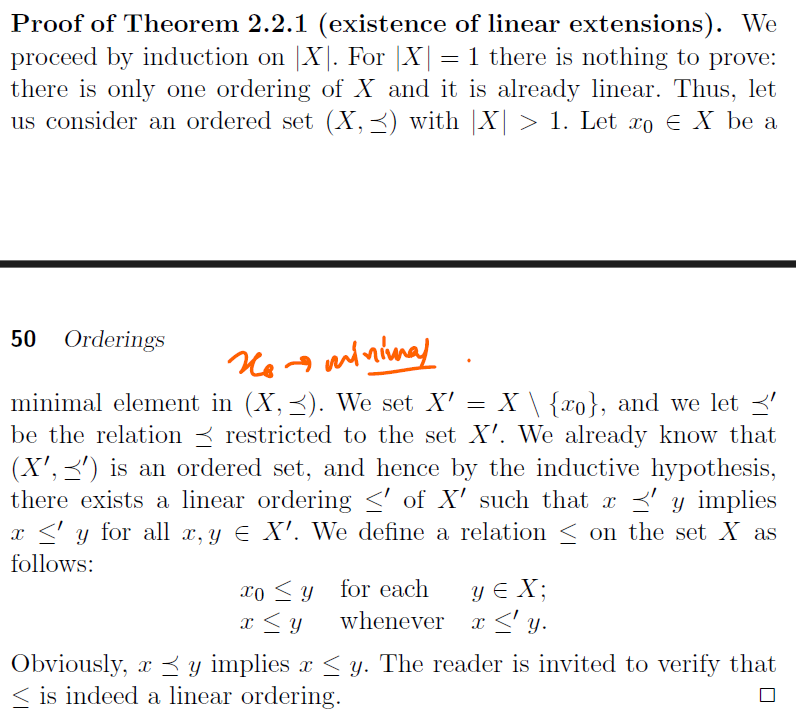 Proof of Theorem 2.2.1 (existence of linear extensions). We
proceed by induction on |X|. For |X| = 1 there is nothing to prove:
there is only one ordering of X and it is already linear. Thus, let
us consider an ordered set (X, ⪯) with |X| > 1. Let x₀ ∈ X be a
50 Orderings
x₀ → minimal .
minimal element in (X, ⪯). We set X′ = X \ {x₀}, and we let ⪯′
be the relation ⪯ restricted to the set X′. We already know that
(X′, ⪯′) is an ordered set, and hence by the inductive hypothesis,
there exists a linear ordering ≤′ of X′ such that x ⪯′ y implies
x ≤′ y for all x, y ∈ X′. We define a relation ≤ on the set X as
follows:
x₀ ≤ y for each y ∈ X;
x ≤ y whenever x ≤′ y.
Obviously, x ⪯ y implies x ≤ y. The reader is invited to verify that
≤ is indeed a linear ordering. □